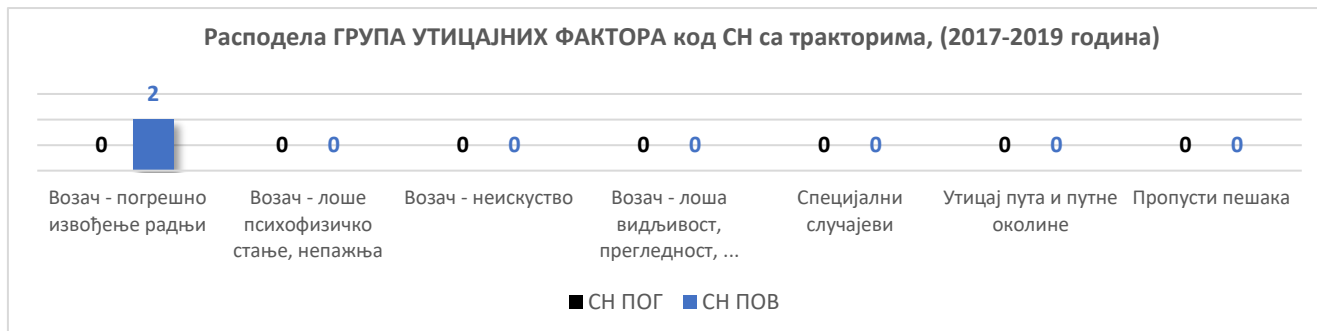 Расподела ГРУПА УТИЦАЈНИХ ФАКТОРА код СН са тракторима, (2017-2019 година)
2
0
0 0
0 0
0 0
0 0
0 0
0 0
Возач - погрешно
извођење радњи
Возач - лоше
психофизичко
стање, непажња
Возач - неискуство
Возач - лоша
видљивост,
прегледност, ...
Специјални
случајеви
Утицај пута и путне
околине
Пропусти пешака
СН ПОГ СН ПОВ